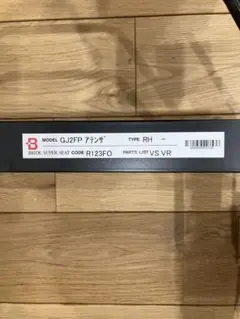 B MODEL GJ2FP アテンザ TYPE RH －
BRIDE SUPER SEAT CODE R123FO PARTS LIST VS.VR